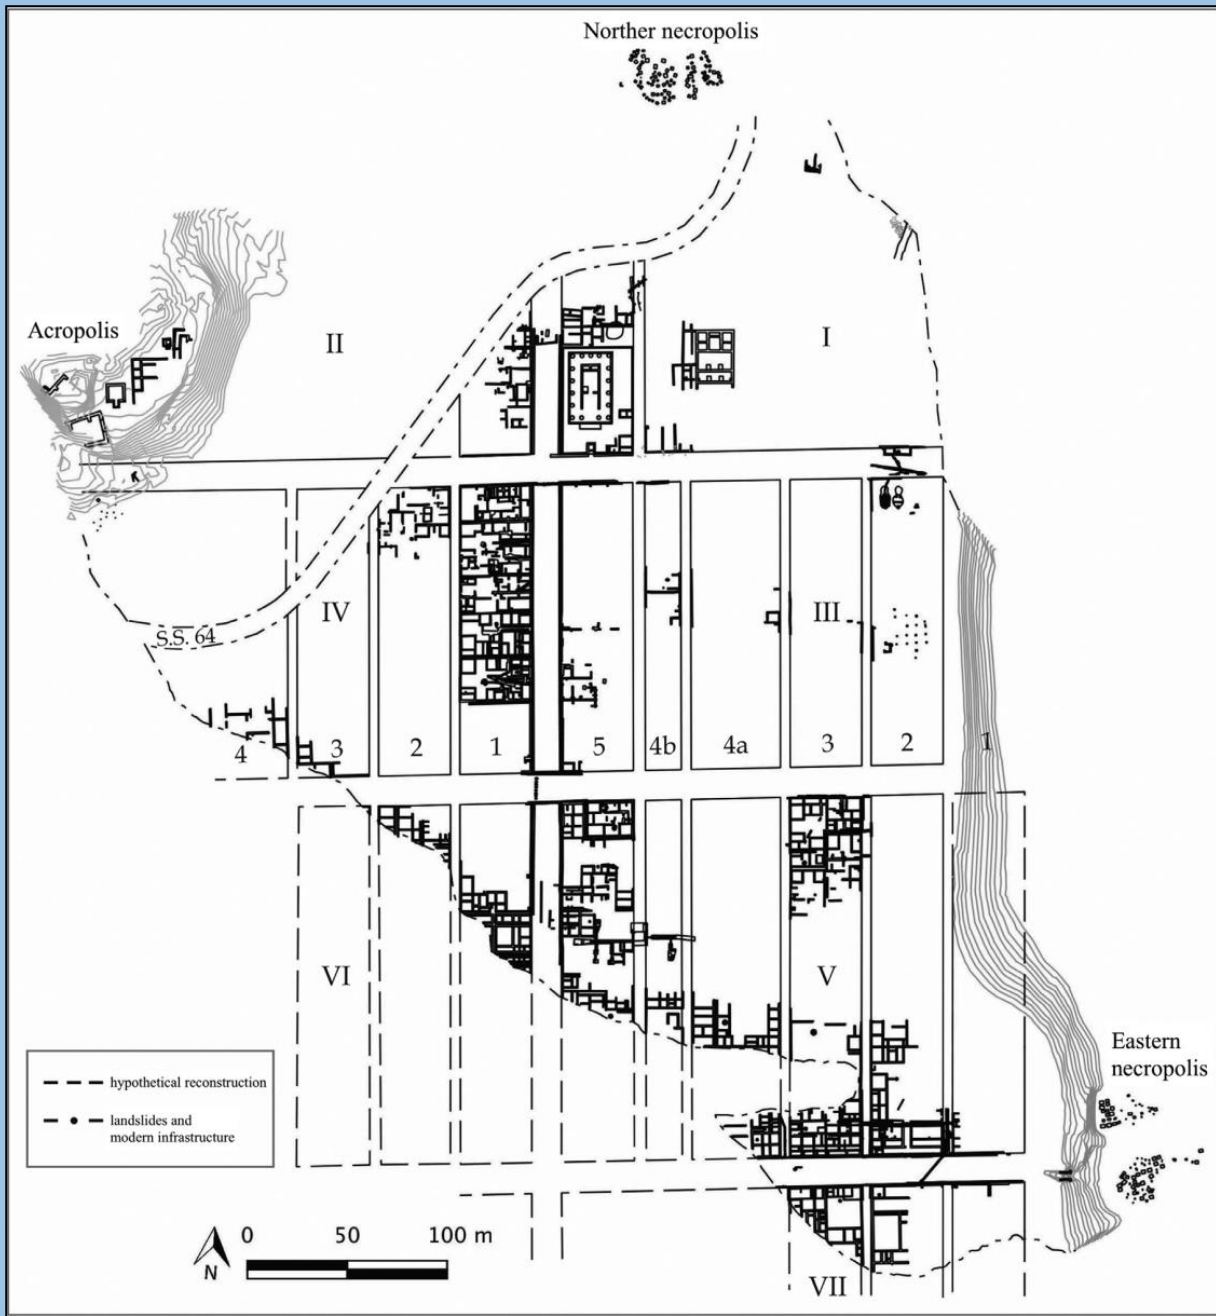 Norther necropolis
Acropolis
II
I
IV
III
S.S. 64
4
3
2
1
5
4b
4a
3
2
1
VI
V
Eastern
necropolis
hypothetical reconstruction
landslides and
modern infrastructure
N
0
50
100 m
VII